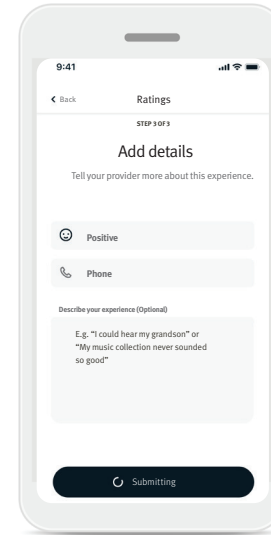 9:41
Back
Ratings
STEP 3 OF 3
Add details
Tell your provider more about this experience.
Positive
Phone
Describe your experience (Optional)
E.g. “I could hear my grandson” or
“My music collection never sounded
so good”
Submitting